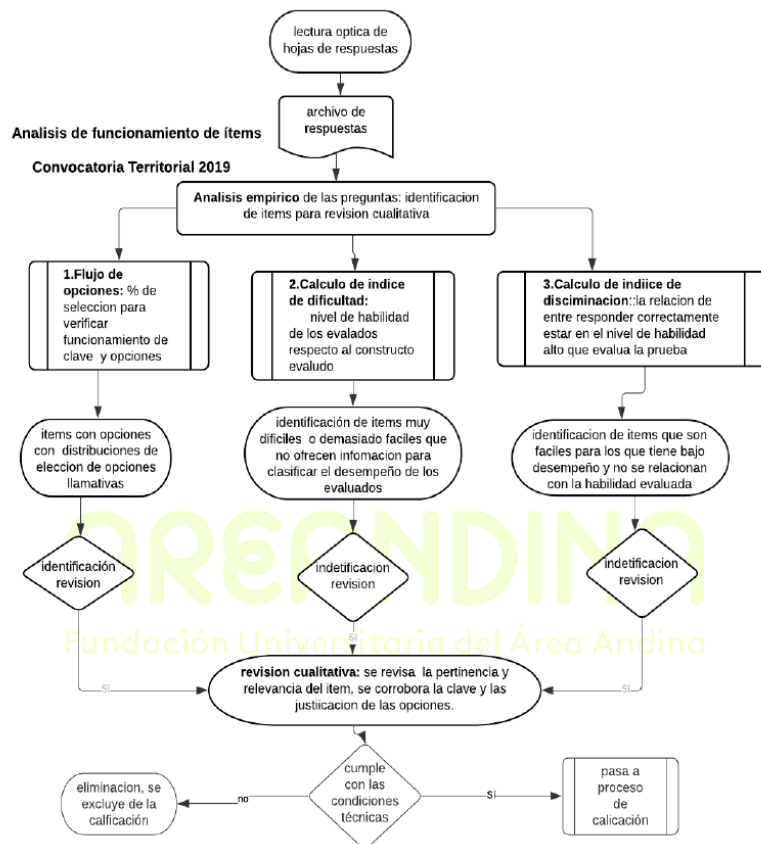 lectura optica de
hojas de respuestas
archivo de
respuestas
Analisis de funcionamiento de ítems
Convocatoria Territorial 2019
Analisis empirico de las preguntas: identificacion
de items para revision cualitativa
1.Flujo de
opciones: % de
seleccion para
verificar
funcionamiento de
clave y opciones
2.Calculo de indice
de dificultad:
nivel de habilidad
de los evalados
respecto al constructo
evaludo
3.Calculo de indiice de
disciminacion::la relacion de
entre responder correctamente
estar en el nivel de habilidad
alto que evalua la prueba
items con opciones
con distribuciones de
eleccion de opciones
llamativas
identificación de items muy
dificiles o demasiado faciles que
no ofrecen infomacion para
clasificar el desempeño de los
evaluados
identificacion de items que son
faciles para los que tiene bajo
desempeño y no se relacionan
con la habilidad evaluada
AREANDINA
Fundación Universitaria del Área Andina
identificación
revision
indetificacion
revision
indetificacion
revision
Sí
Sí
Sí
revision cualitativa: se revisa la pertinencia y
relevancia del item, se corrobora la clave y las
justiicacion de las opciones.
cumple
con las
condiciones
técnicas
no
eliminacion, se
excluye de la
calficación
Sí
pasa a
proceso
de
calicación